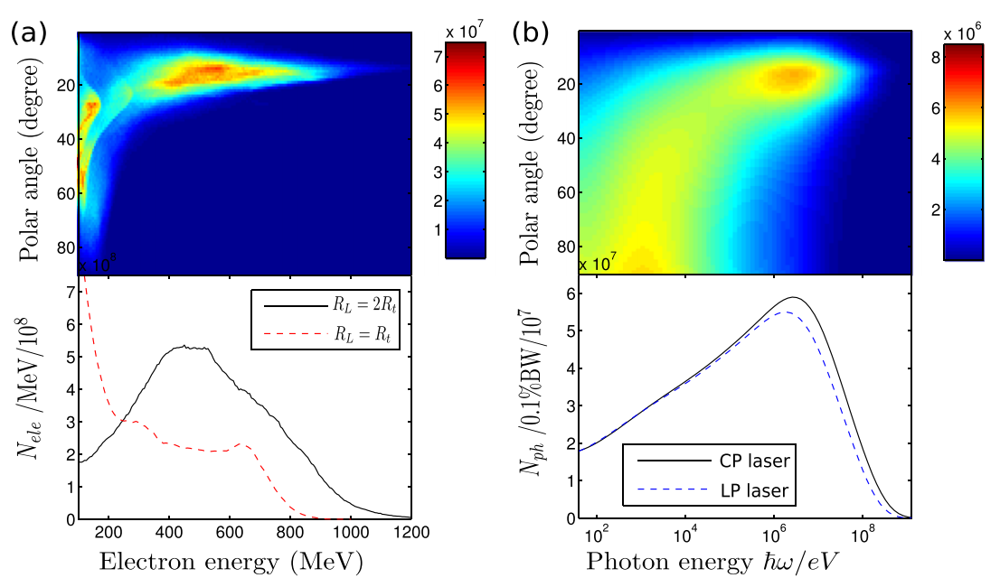 (a)
x 10^7
7
6
5
4
3
2
1
20
40
60
80
Polar angle (degree)
x 10^8
7
6
5
4
3
2
1
0
N_ele /MeV/10^8
R_L = 2R_t
R_L = R_t
200 400 600 800 1000 1200
Electron energy (MeV)
(b)
x 10^6
8
6
4
2
20
40
60
80
Polar angle (degree)
x 10^7
6
5
4
3
2
1
0
N_ph /0.1%BW/10^7
CP laser
LP laser
10^2 10^4 10^6 10^8
Photon energy ħω/eV